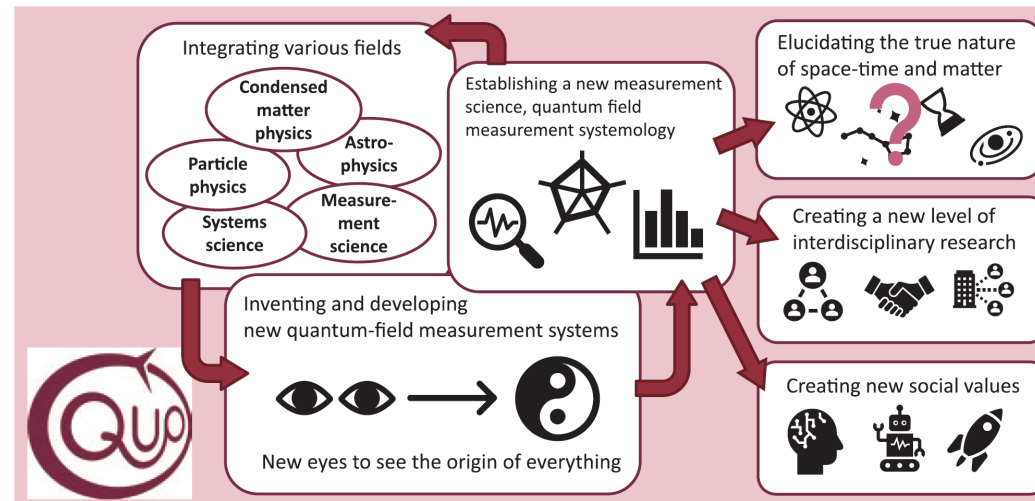 Integrating various fields
Condensed
matter
physics
Astro-
physics
Particle
physics
Measure-
ment
science
Systems
science
Establishing a new measurement
science, quantum field
measurement systemology
Inventing and developing
new quantum-field measurement systems
New eyes to see the origin of everything
Elucidating the true nature
of space-time and matter
?
Creating a new level of
interdisciplinary research
Creating new social values
QUP